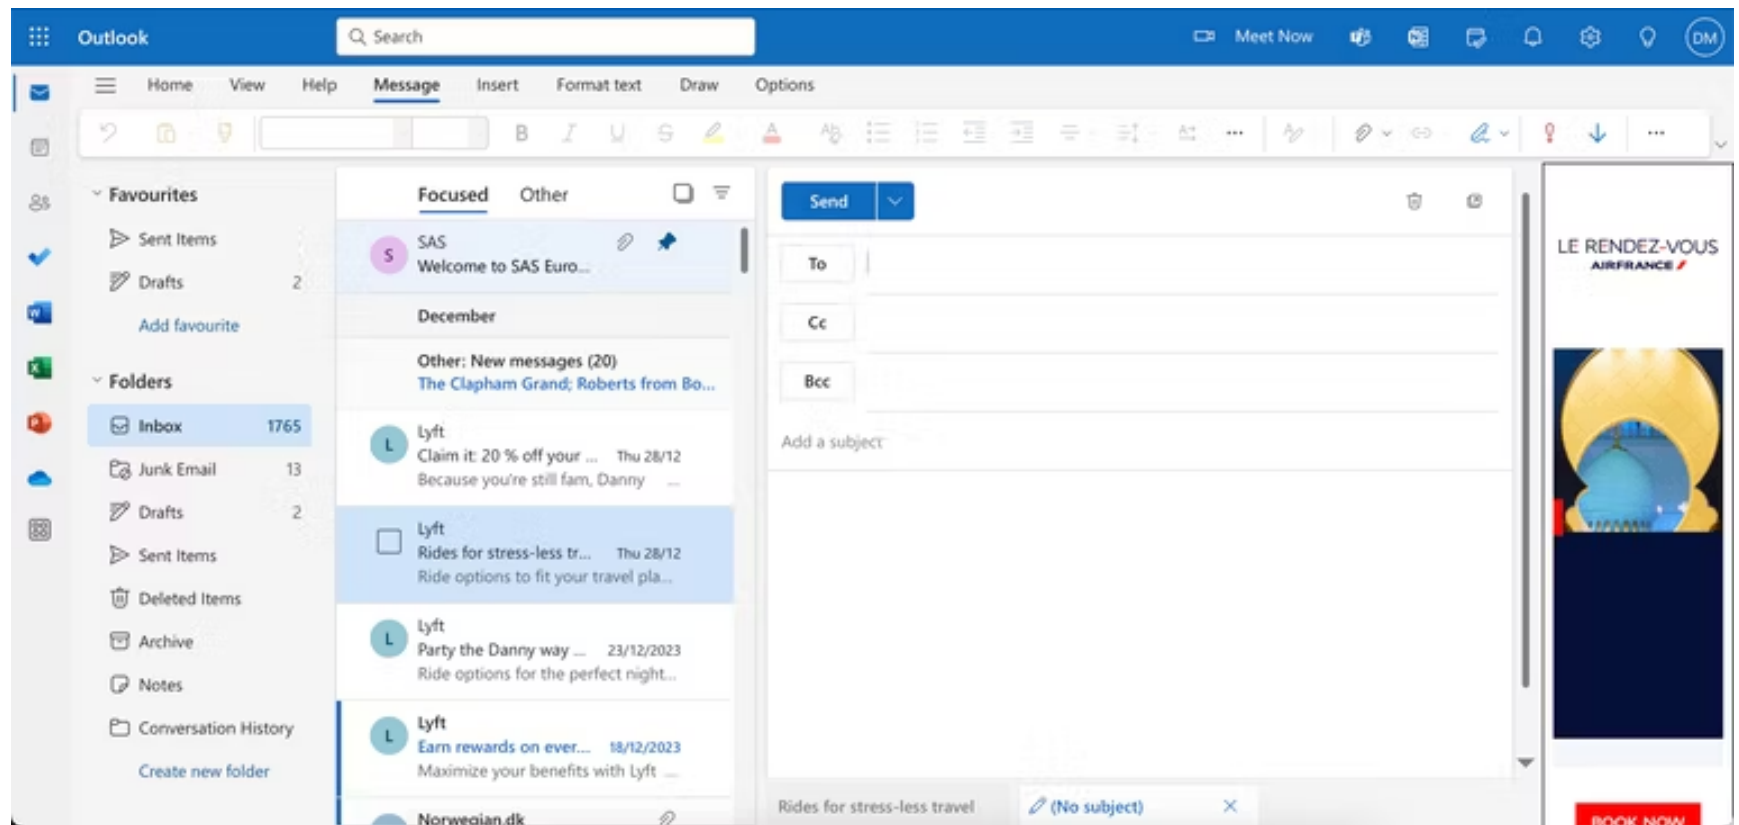 Outlook
Search
Meet Now
DM
Home View Help Message Insert Format text Draw Options
Favourites
Sent Items
Drafts 2
Add favourite
Folders
Inbox 1765
Junk Email 13
Drafts 2
Sent Items
Deleted Items
Archive
Notes
Conversation History
Create new folder
Focused Other
S
SAS
Welcome to SAS Euro...
December
Other: New messages (20)
The Clapham Grand; Roberts from Bo...
L
Lyft
Claim it: 20 % off your ... Thu 28/12
Because you're still fam, Danny ...
Lyft
Rides for stress-less tr... Thu 28/12
Ride options to fit your travel pla...
L
Lyft
Party the Danny way ... 23/12/2023
Ride options for the perfect night...
L
Lyft
Earn rewards on ever... 18/12/2023
Maximize your benefits with Lyft ...
Norwegian.dk
Send
To
Cc
Bcc
Add a subject
Rides for stress-less travel
(No subject)
LE RENDEZ-VOUS
AIRFRANCE
BOOK NOW